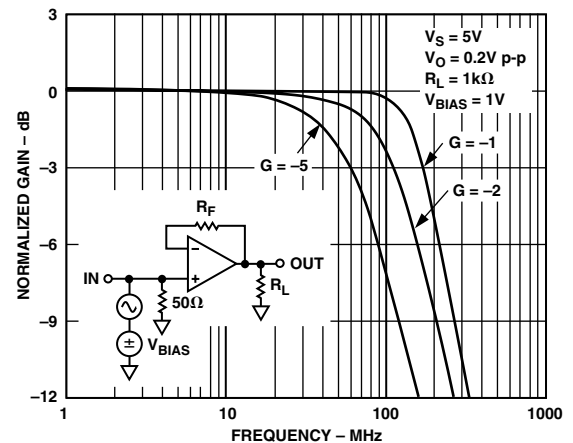 3
0
–3
–6
–9
–12
NORMALIZED GAIN – dB
V_S = 5V
V_O = 0.2V p-p
R_L = 1kΩ
V_BIAS = 1V
G = –1
G = –5
G = –2
R_F
–
+
IN
OUT
50Ω
R_L
±
V_BIAS
1
10
100
1000
FREQUENCY – MHz